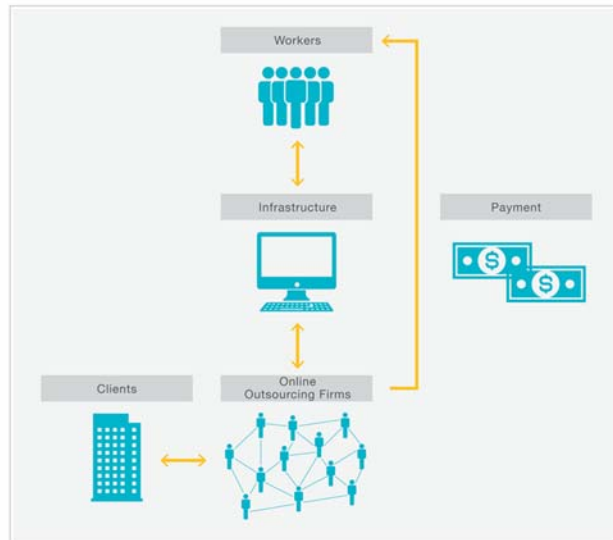 Workers
Infrastructure
Payment
$
$
Clients
Online
Outsourcing Firms